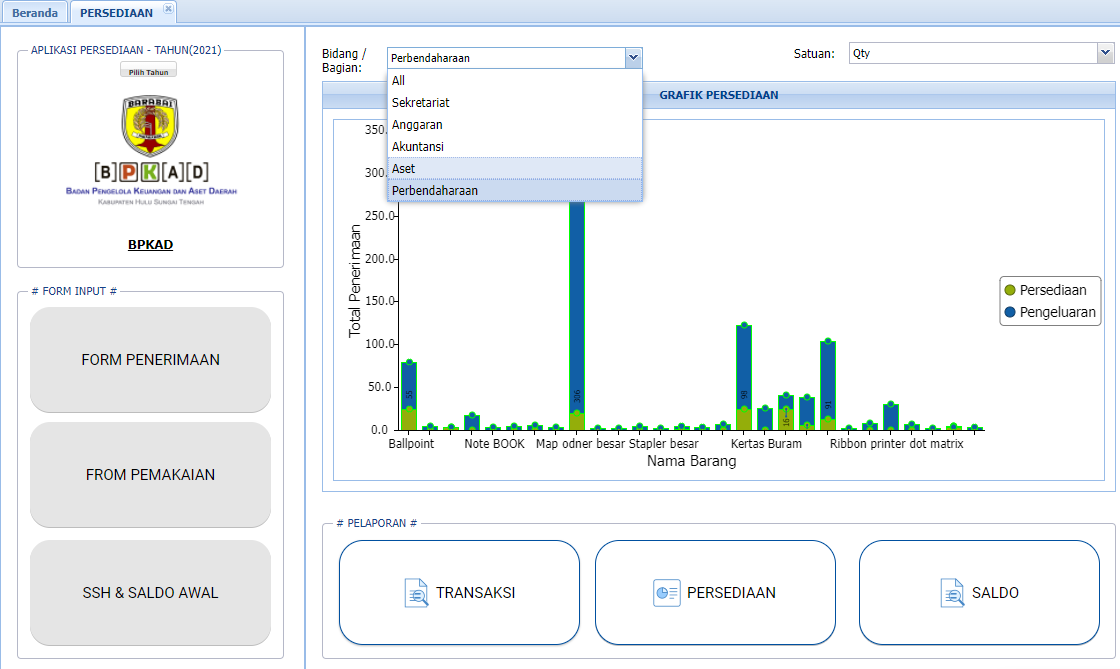 Beranda
PERSEDIAAN
APLIKASI PERSEDIAAN - TAHUN(2021)
Pilih Tahun
BARABAI
[B][P][K][A][D]
BADAN PENGELOLA KEUANGAN DAN ASET DAERAH
KABUPATEN HULU SUNGAI TENGAH
BPKAD
# FORM INPUT #
FORM PENERIMAAN
FROM PEMAKAIAN
SSH & SALDO AWAL
Bidang /
Bagian:
Perbendaharaan
All
Sekretariat
Anggaran
Akuntansi
Aset
Perbendaharaan
Satuan:
Qty
GRAFIK PERSEDIAAN
350.
300.
250.0
200.0
150.0
100.0
50.0
0.0
Total Penerimaan
55
306
98
16
91
Persediaan
Pengeluaran
Ballpoint
Note BOOK
Map odner besar
Stapler besar
Kertas Buram
Ribbon printer dot matrix
Nama Barang
# PELAPORAN #
TRANSAKSI
PERSEDIAAN
SALDO